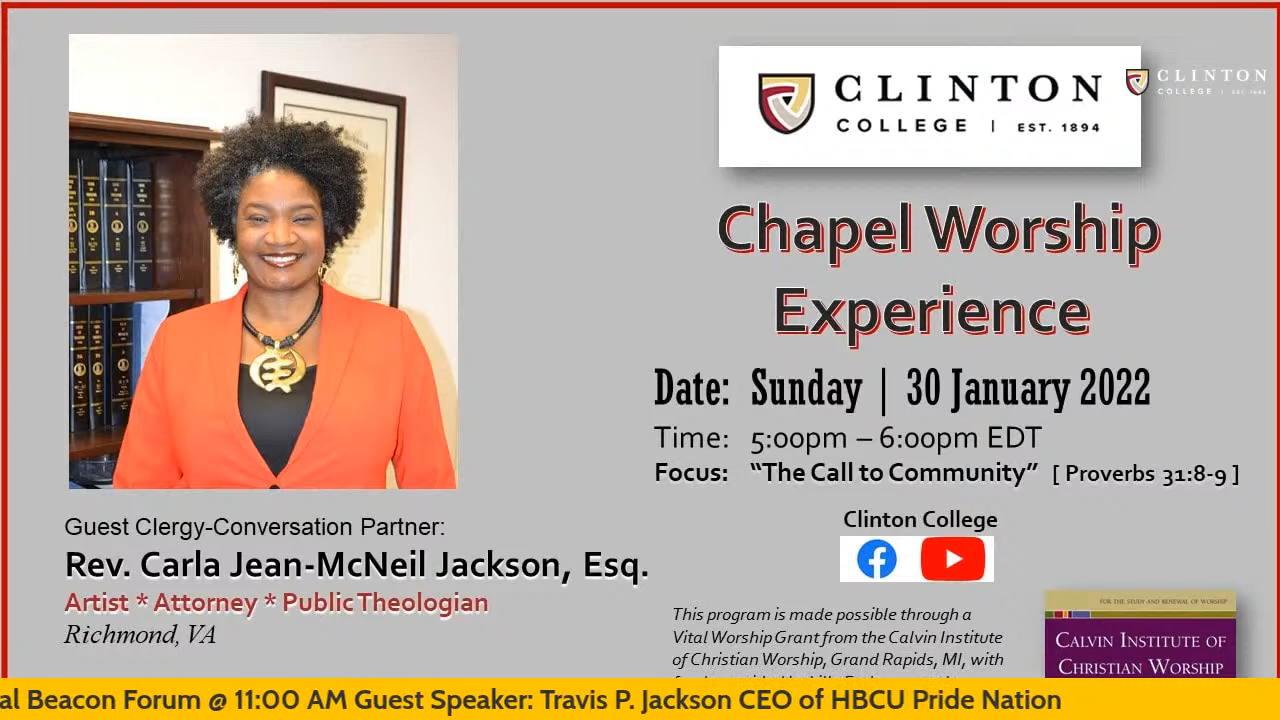 CLINTON
COLLEGE | EST. 1894
CLINTON
COLLEGE | EST. 1894
Chapel Worship
Experience
Date: Sunday | 30 January 2022
Time: 5:00pm – 6:00pm EDT
Focus: “The Call to Community” [ Proverbs 31:8-9 ]
Guest Clergy-Conversation Partner:
Rev. Carla Jean-McNeil Jackson, Esq.
Artist * Attorney * Public Theologian
Richmond, VA
Clinton College
This program is made possible through a
Vital Worship Grant from the Calvin Institute
of Christian Worship, Grand Rapids, MI, with
FOR THE STUDY AND RENEWAL OF WORSHIP
CALVIN INSTITUTE OF
CHRISTIAN WORSHIP
al Beacon Forum @ 11:00 AM Guest Speaker: Travis P. Jackson CEO of HBCU Pride Nation